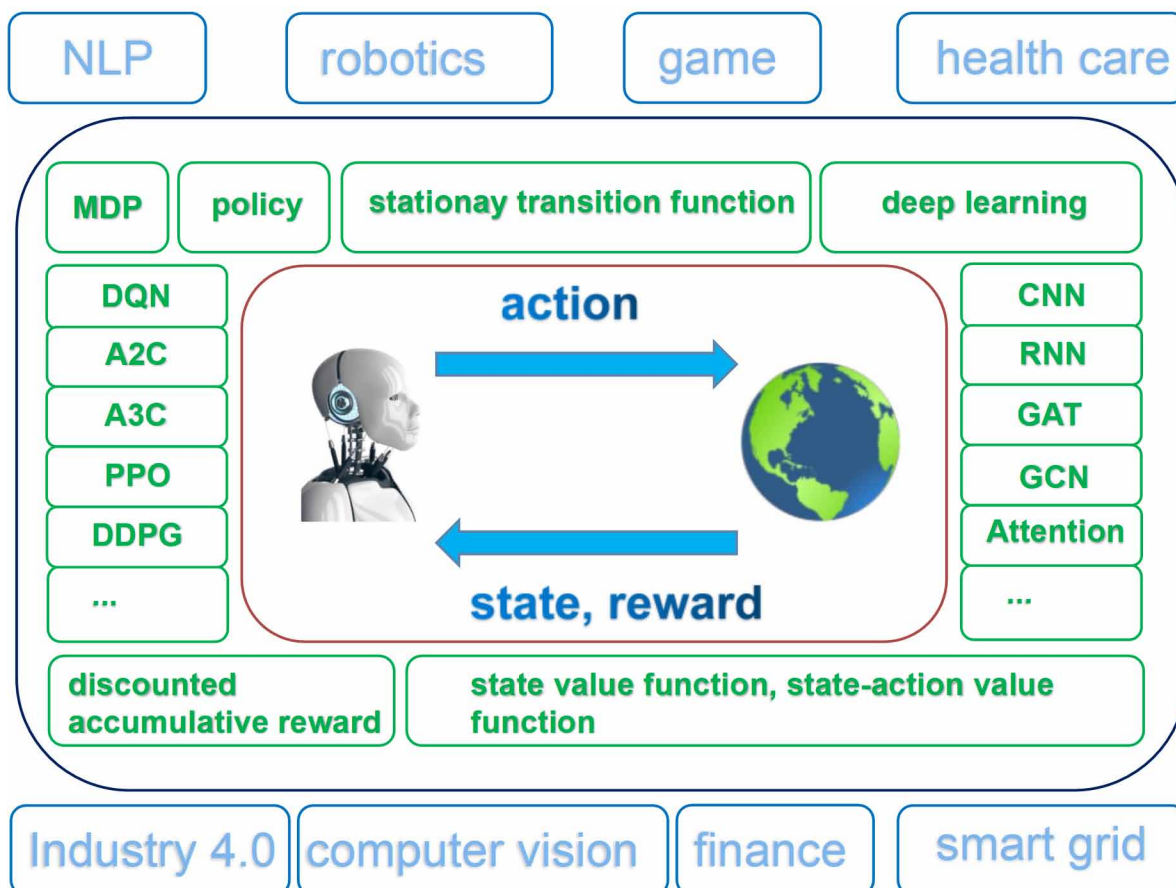 NLP
robotics
game
health care
MDP
policy
stationay transition function
deep learning
action
DQN
A2C
A3C
PPO
DDPG
...
CNN
RNN
GAT
GCN
Attention
...
state, reward
discounted
accumulative reward
state value function, state-action value
function
Industry 4.0
computer vision
finance
smart grid